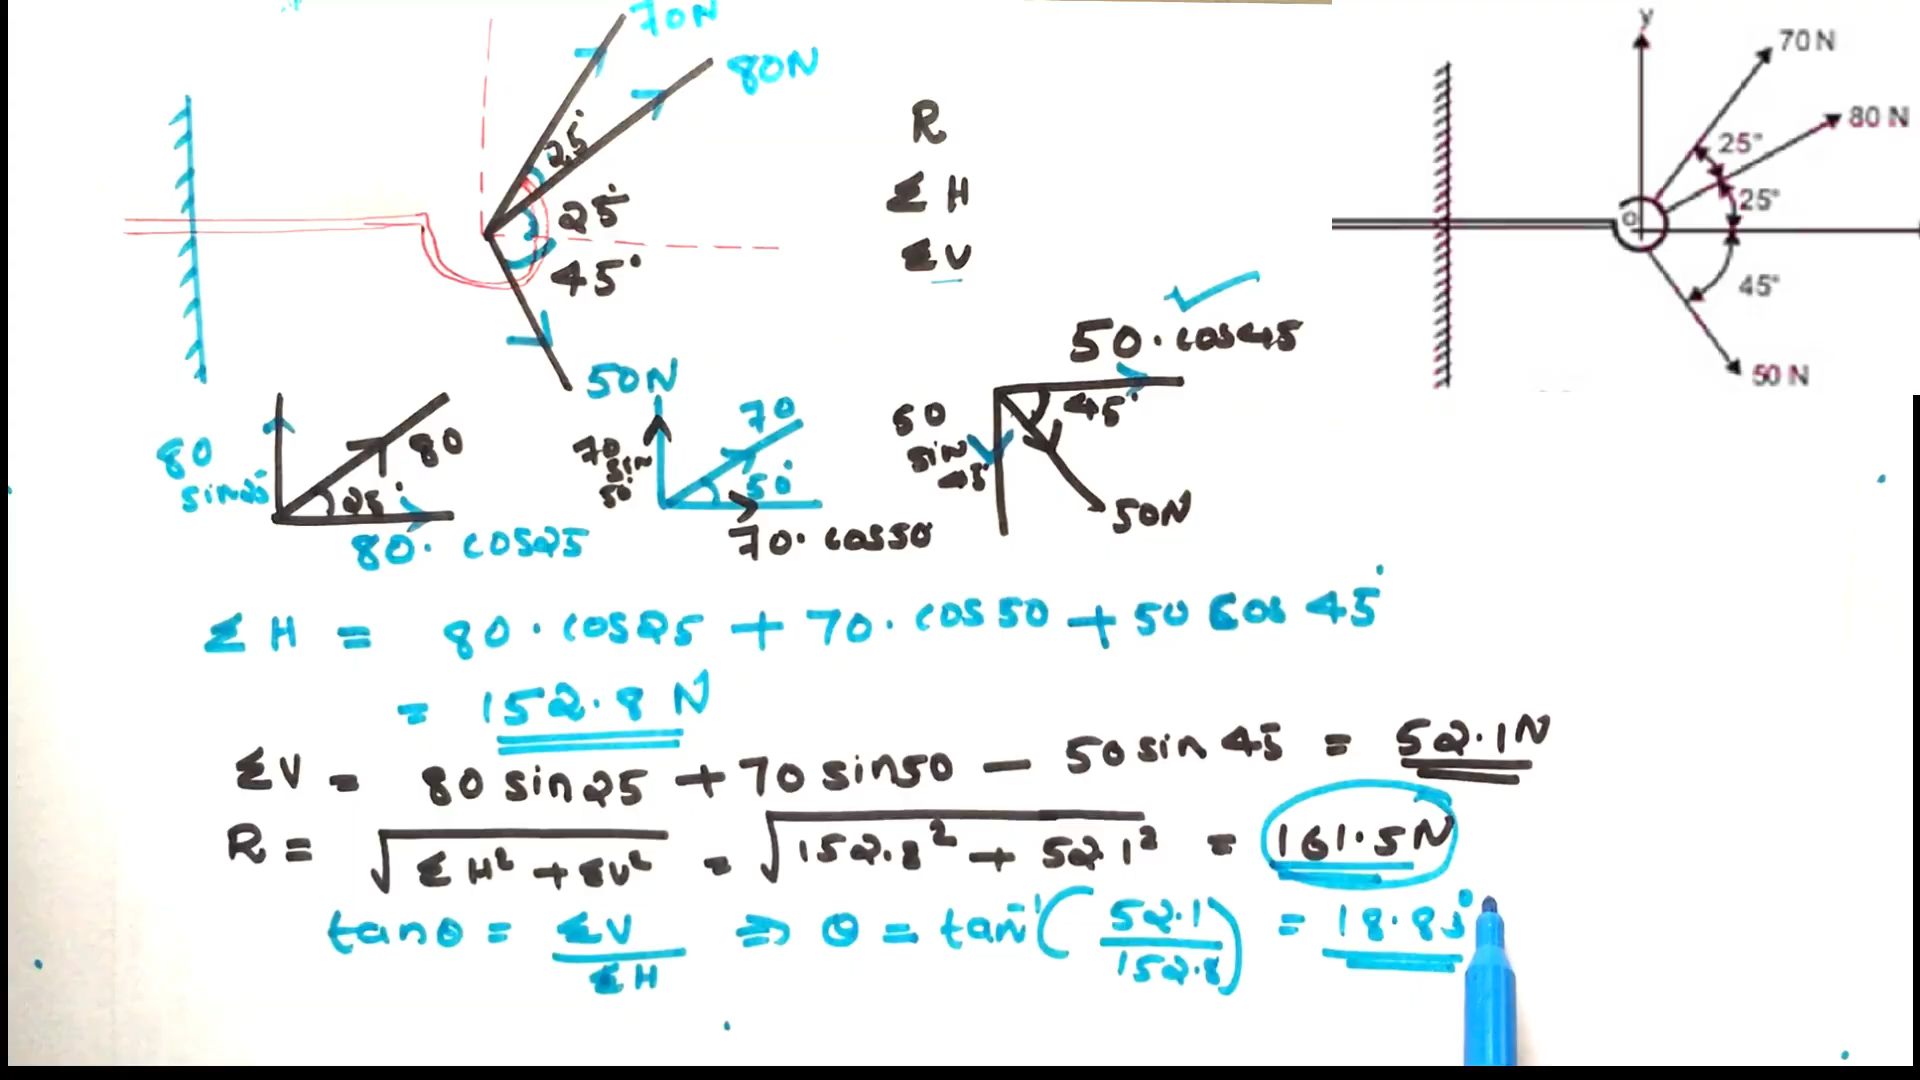 70N
80N
25°
25°
45°
50N
R
Σ H
Σ V
y
70 N
80 N
25°
25°
O
45°
50 N
80 sin25
80
25°
80. cos25
70 sin 50
70
50°
70. cos50
50. cos45
50 sin 45
45°
50N
Σ H = 80. cos25 + 70. cos50 + 50 cos 45°
= 152.8 N
ΣV = 80 sin25 + 70 sin50 – 50 sin 45 = 52.1N
R = √ΣH² + ΣV² = √152.8² + 52.1² = 161.5N
tanθ = ΣV/ΣH ⇒ θ = tan⁻¹(52.1/152.8) = 18.83°